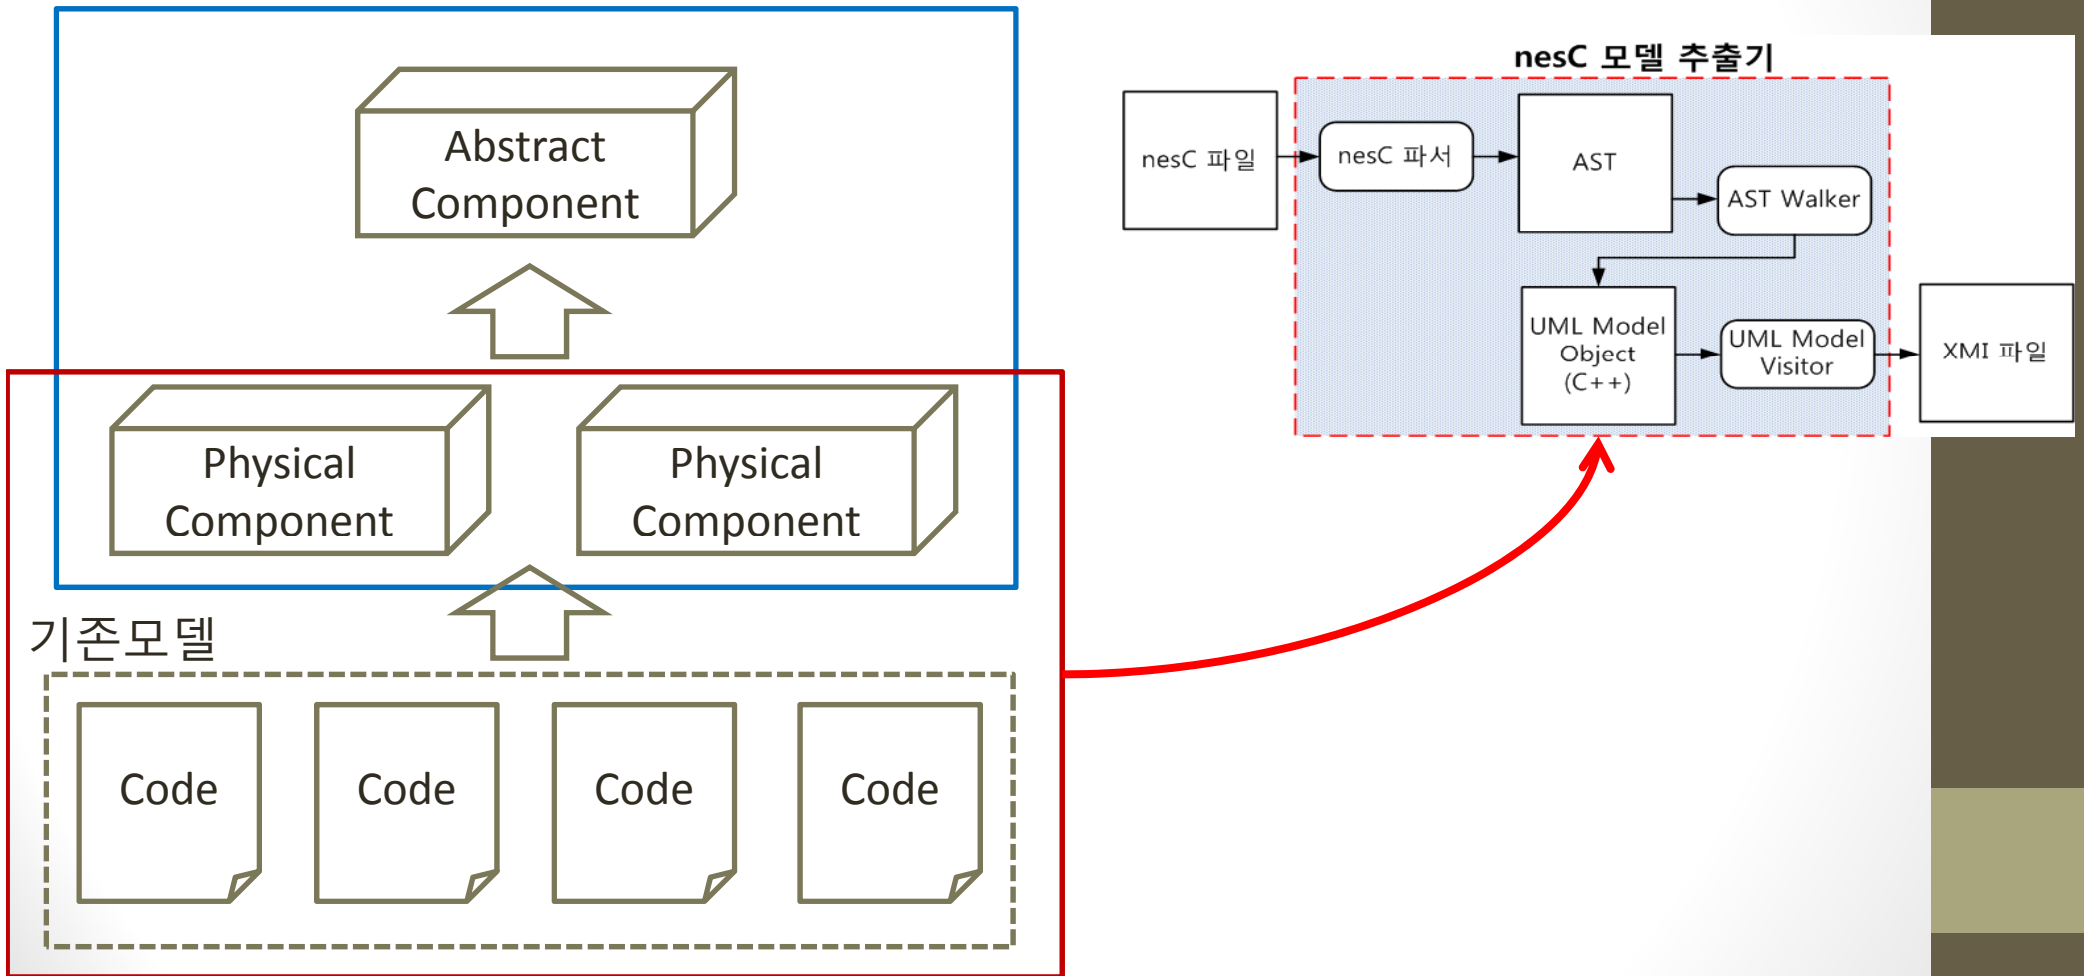 Abstract
Component
Physical
Component
Physical
Component
기존모델
Code
Code
Code
Code
nesC 모델 추출기
nesC 파일
nesC 파서
AST
AST Walker
UML Model
Object
(C++)
UML Model
Visitor
XMI 파일